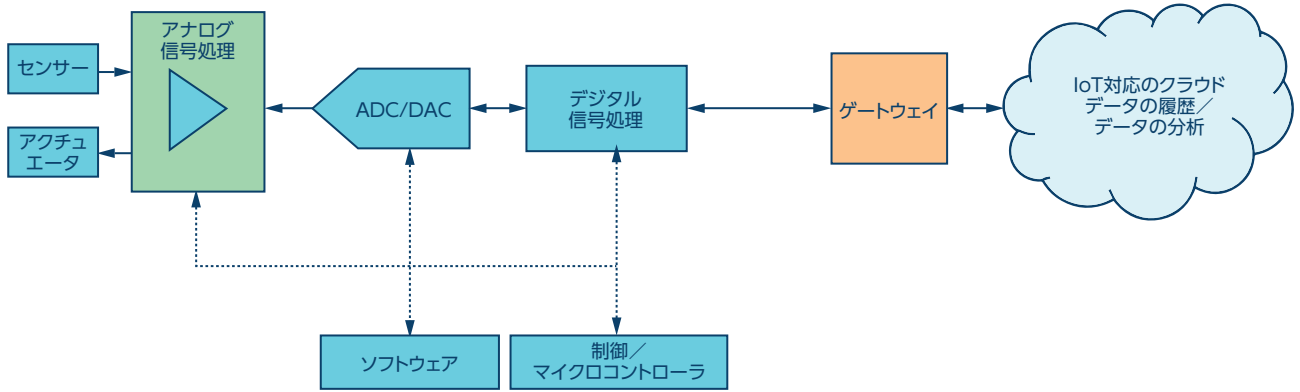 センサー
アクチュ
エータ
アナログ
信号処理
ADC/DAC
デジタル
信号処理
ゲートウェイ
IoT対応のクラウド
データの履歴／
データの分析
ソフトウェア
制御／
マイクロコントローラ